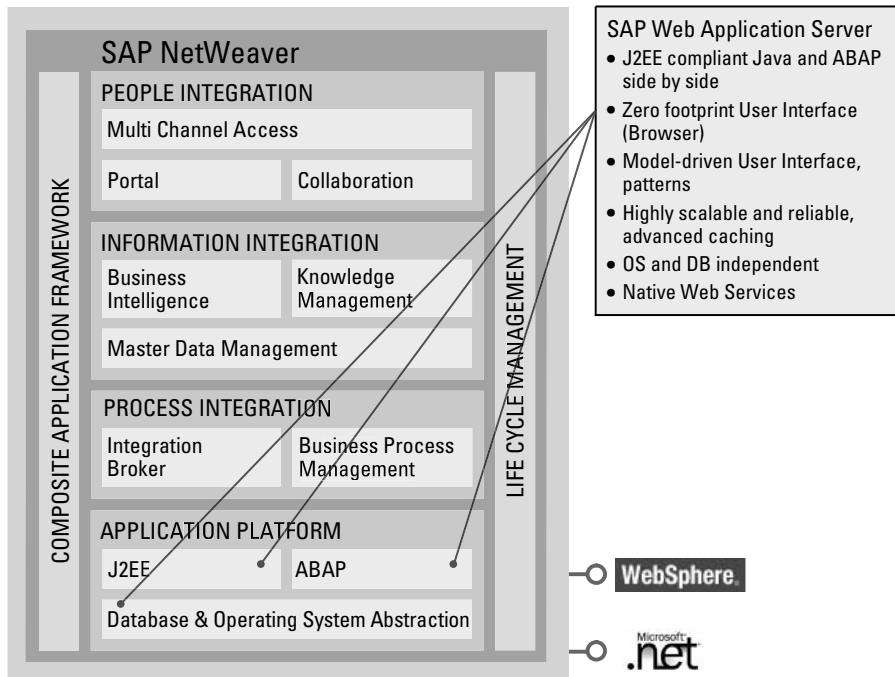 SAP NetWeaver
COMPOSITE APPLICATION FRAMEWORK
PEOPLE INTEGRATION
Multi Channel Access
Portal
Collaboration
INFORMATION INTEGRATION
Business
Intelligence
Knowledge
Management
Master Data Management
PROCESS INTEGRATION
Integration
Broker
Business Process
Management
APPLICATION PLATFORM
J2EE
ABAP
Database & Operating System Abstraction
LIFE CYCLE MANAGEMENT
SAP Web Application Server
• J2EE compliant Java and ABAP
side by side
• Zero footprint User Interface
(Browser)
• Model-driven User Interface,
patterns
• Highly scalable and reliable,
advanced caching
• OS and DB independent
• Native Web Services
WebSphere.
Microsoft
.net